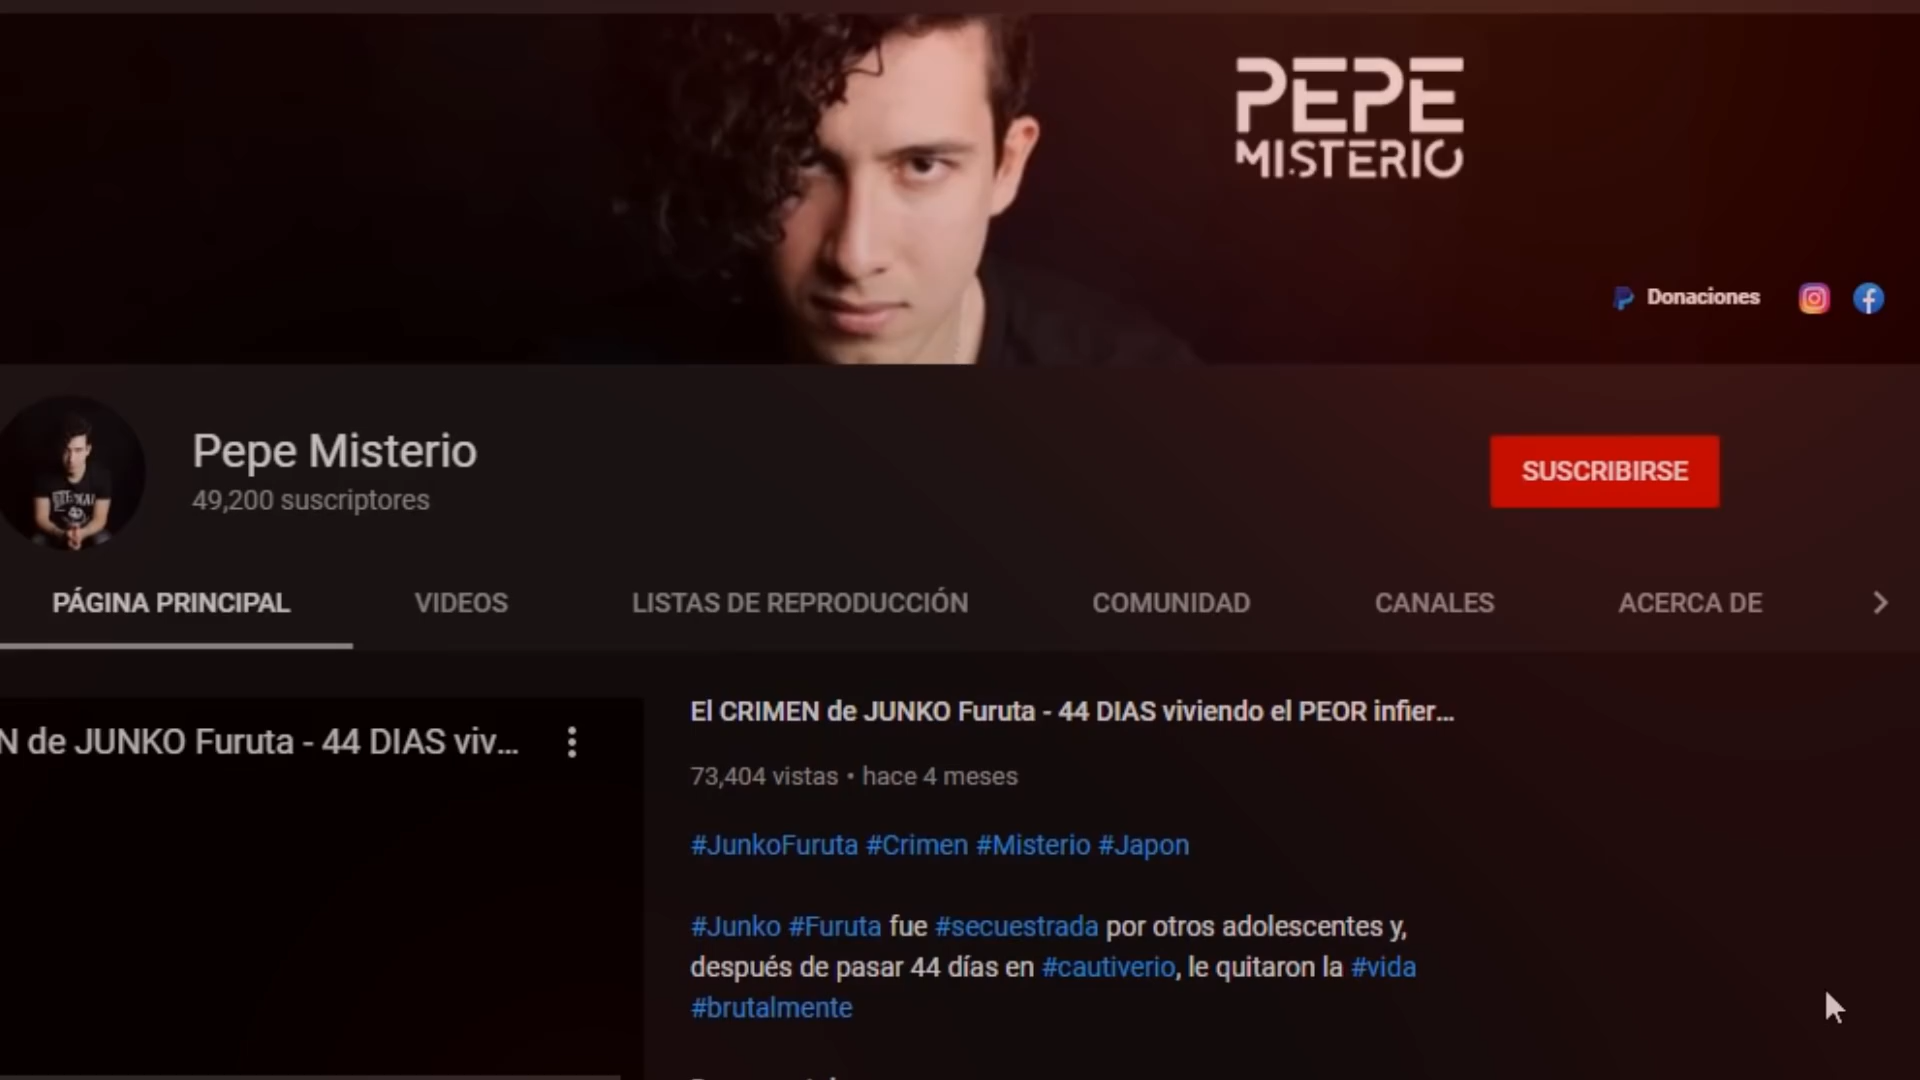 PEPE
MISTERIO
Donaciones
Pepe Misterio
49,200 suscriptores
SUSCRIBIRSE
PÁGINA PRINCIPAL VIDEOS LISTAS DE REPRODUCCIÓN COMUNIDAD CANALES ACERCA DE
N de JUNKO Furuta - 44 DIAS viv...
El CRIMEN de JUNKO Furuta - 44 DIAS viviendo el PEOR infier...
73,404 vistas • hace 4 meses
#JunkoFuruta #Crimen #Misterio #Japon
#Junko #Furuta fue #secuestrada por otros adolescentes y,
después de pasar 44 días en #cautiverio, le quitaron la #vida
#brutalmente